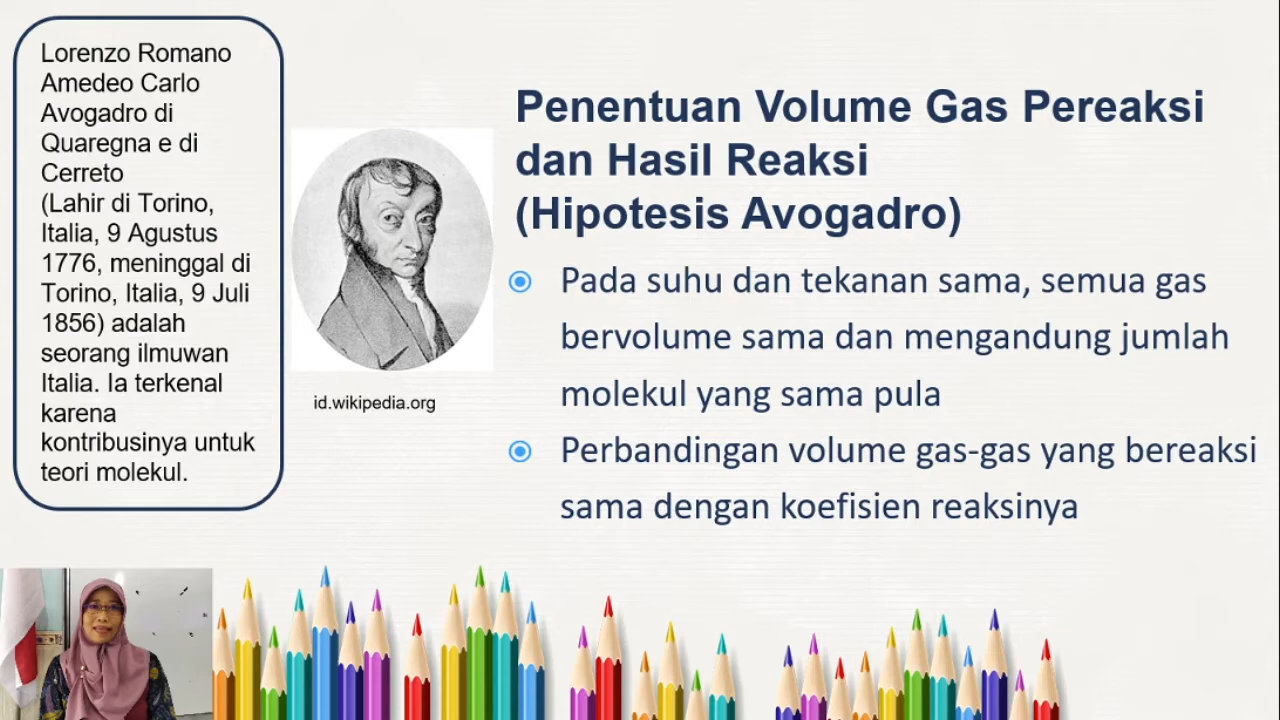 Lorenzo Romano
Amedeo Carlo
Avogadro di
Quaregna e di
Cerreto
(Lahir di Torino,
Italia, 9 Agustus
1776, meninggal di
Torino, Italia, 9 Juli
1856) adalah
seorang ilmuwan
Italia. Ia terkenal
karena
kontribusinya untuk
teori molekul.
id.wikipedia.org
Penentuan Volume Gas Pereaksi
dan Hasil Reaksi
(Hipotesis Avogadro)
Pada suhu dan tekanan sama, semua gas
bervolume sama dan mengandung jumlah
molekul yang sama pula
Perbandingan volume gas-gas yang bereaksi
sama dengan koefisien reaksinya